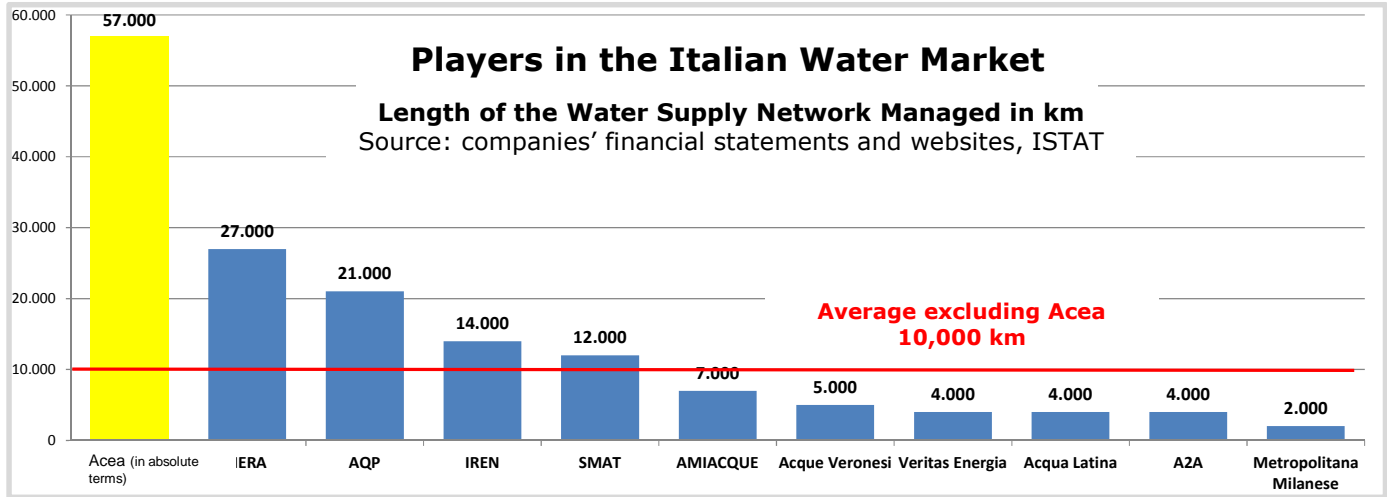 60.000
57.000
Players in the Italian Water Market
50.000
Length of the Water Supply Network Managed in km
Source: companies’ financial statements and websites, ISTAT
40.000
30.000
27.000
21.000
20.000
Average excluding Acea
10,000 km
14.000
12.000
10.000
7.000
5.000
4.000
4.000
4.000
2.000
0
Acea (in absolute
terms)
IERA
AQP
IREN
SMAT
AMIACQUE
Acque Veronesi
Veritas Energia
Acqua Latina
A2A
Metropolitana
Milanese